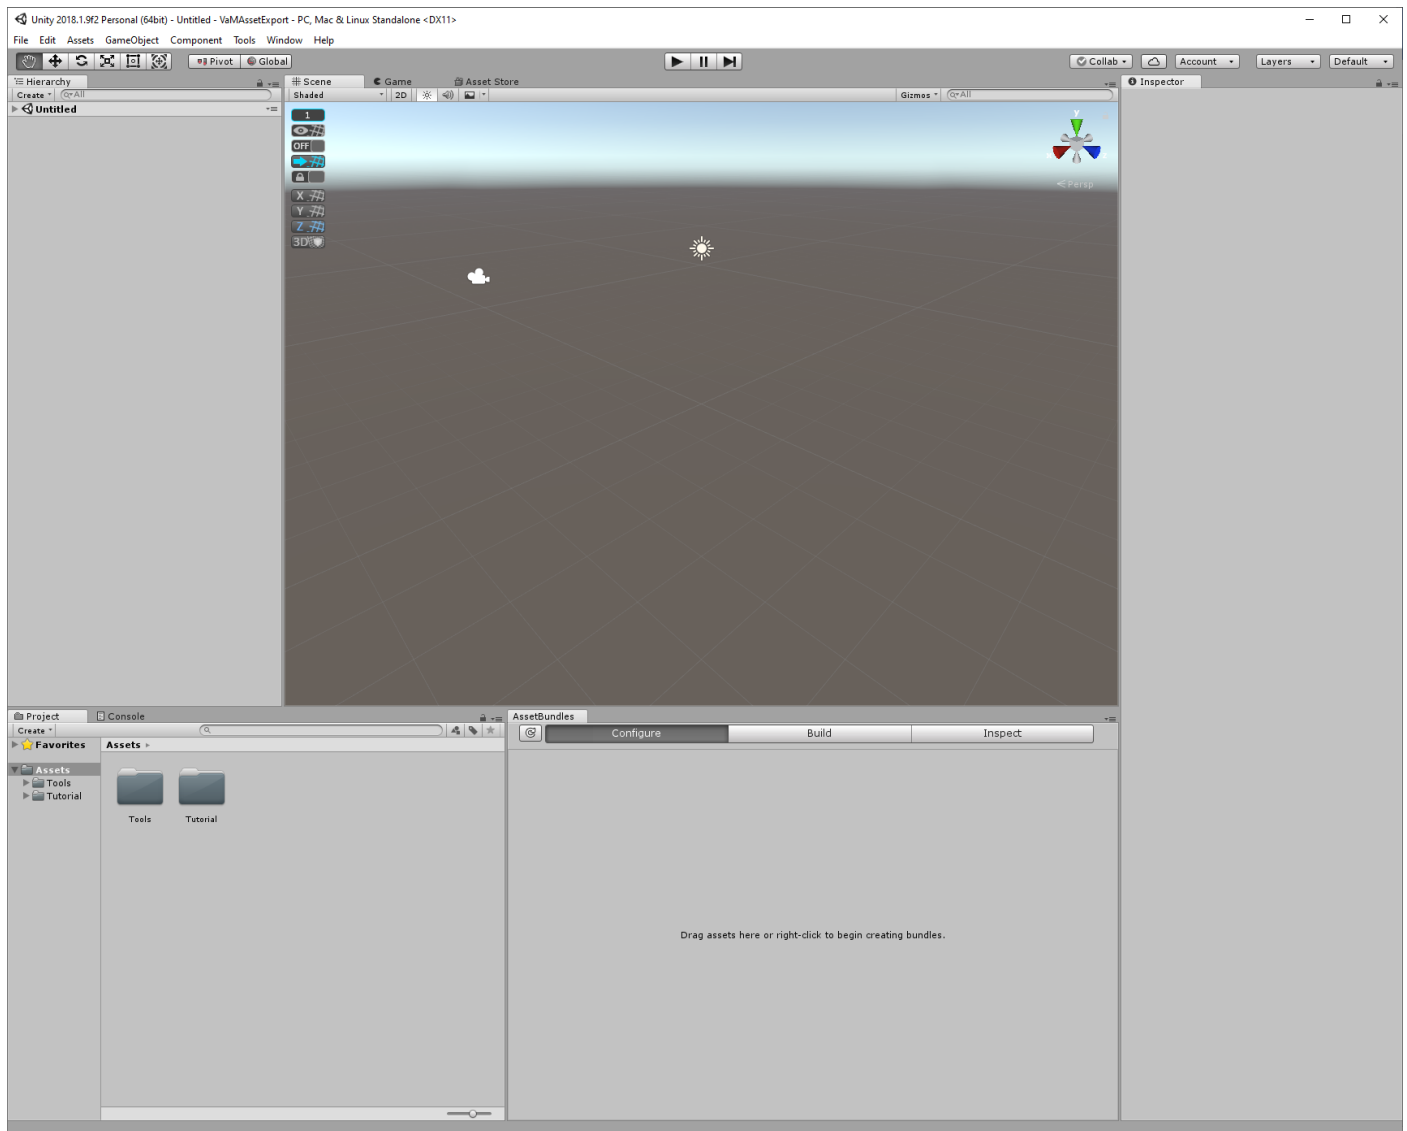 Unity 2018.1.9f2 Personal (64bit) - Untitled - VaMAssetExport - PC, Mac & Linux Standalone <DX11>
File Edit Assets GameObject Component Tools Window Help
Pivot Global Collab Account Layers Default
Hierarchy
Create All
Untitled
Scene Game Asset Store
Shaded 2D Gizmos All
1
OFF
X
Y
Z
3D
y
Persp
Inspector
Project Console
Create
Favorites
Assets
Tools
Tutorial
Assets
Tools Tutorial
AssetBundles
Configure Build Inspect
Drag assets here or right-click to begin creating bundles.